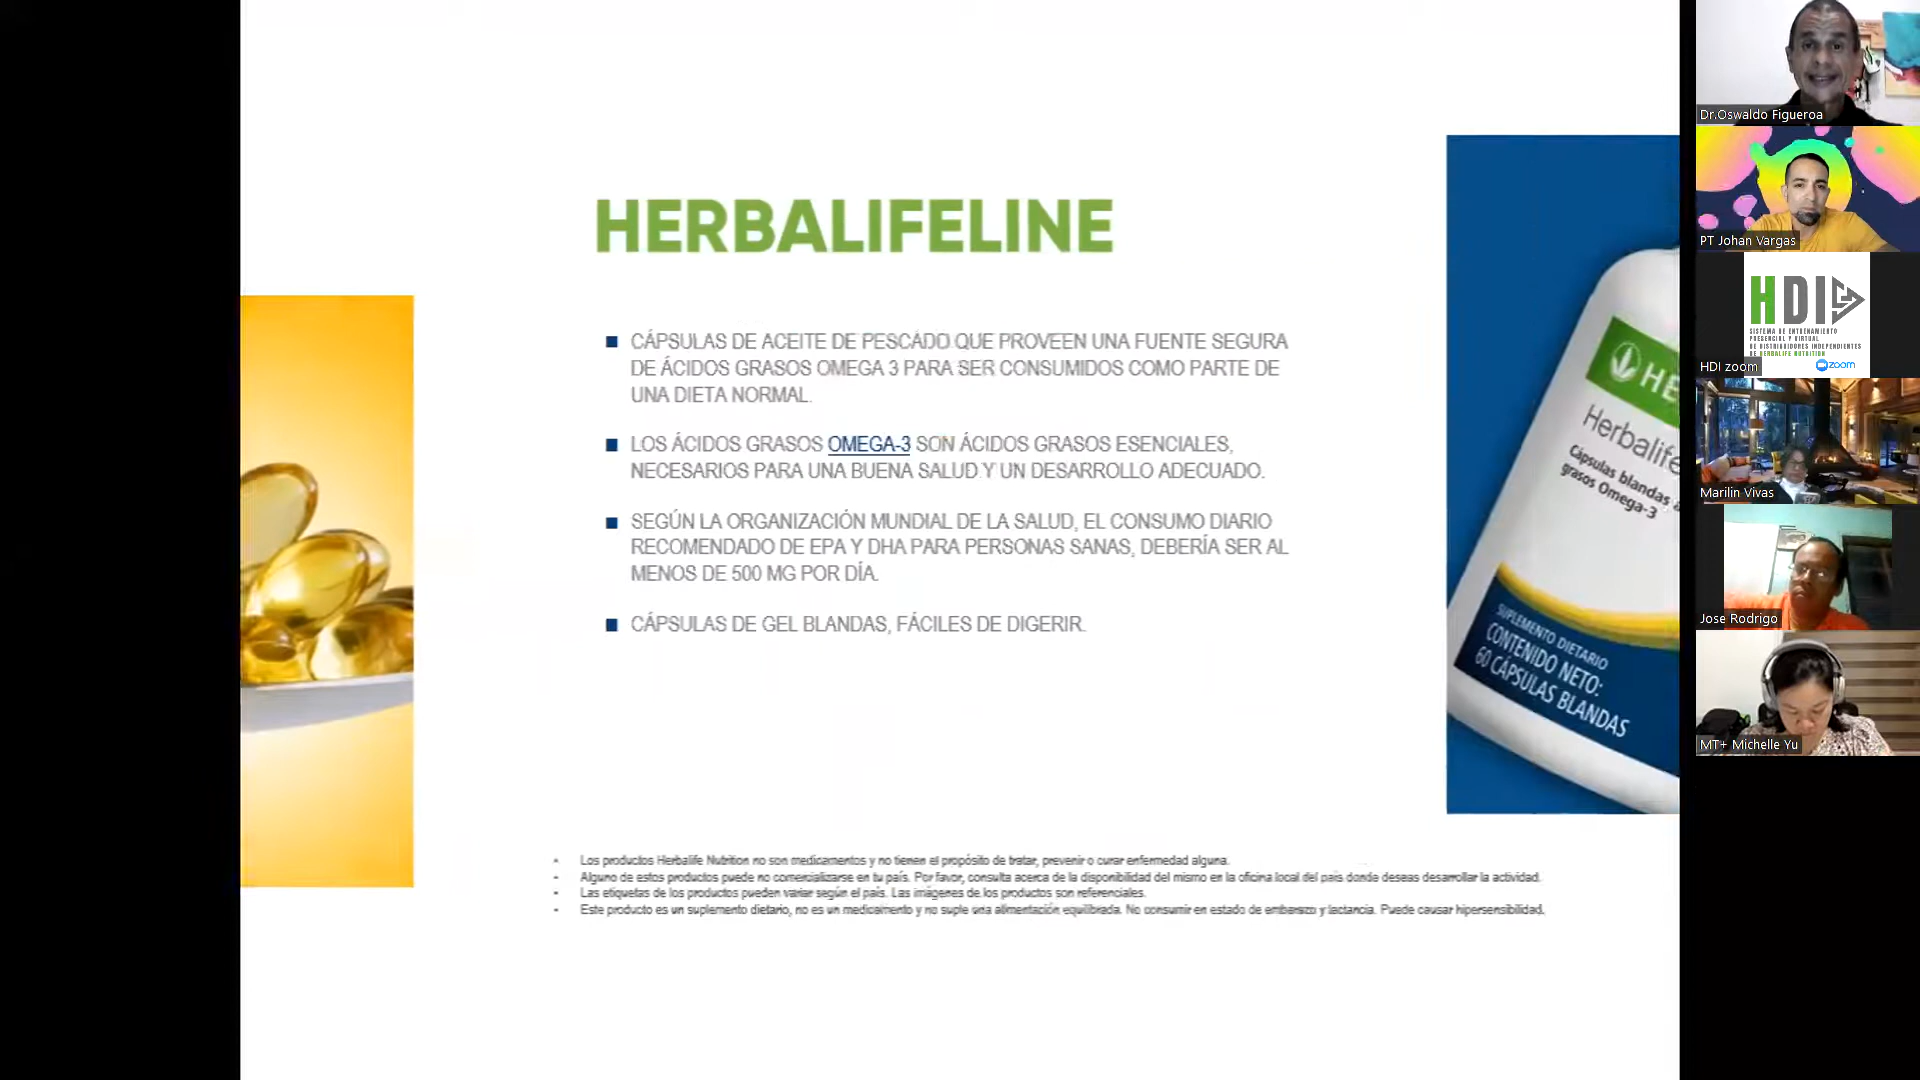 HERBALIFELINE
CÁPSULAS DE ACEITE DE PESCADO QUE PROVEEN UNA FUENTE SEGURA
DE ÁCIDOS GRASOS OMEGA 3 PARA SER CONSUMIDOS COMO PARTE DE
UNA DIETA NORMAL.
LOS ÁCIDOS GRASOS OMEGA-3 SON ÁCIDOS GRASOS ESENCIALES,
NECESARIOS PARA UNA BUENA SALUD Y UN DESARROLLO ADECUADO.
SEGÚN LA ORGANIZACIÓN MUNDIAL DE LA SALUD, EL CONSUMO DIARIO
RECOMENDADO DE EPA Y DHA PARA PERSONAS SANAS, DEBERÍA SER AL
MENOS DE 500 MG POR DÍA.
CÁPSULAS DE GEL BLANDAS, FÁCILES DE DIGERIR.
Los productos Herbalife Nutrition no son medicamentos y no tienen el propósito de tratar, prevenir o curar enfermedad alguna.
Alguno de estos productos puede no comercializarse en tu país. Por favor, consulta acerca de la disponibilidad del mismo en la oficina local del país donde deseas desarrollar la actividad.
Las etiquetas de los productos pueden variar según el país. Las imágenes de los productos son referenciales.
Este producto es un suplemento dietario, no es un medicamento y no suple una alimentación equilibrada. No consumir en estado de embarazo y lactancia. Puede causar hipersensibilidad.
HE
Herbalife
Cápsulas blandas
grasos Omega-3
SUPLEMENTO DIETARIO
CONTENIDO NETO:
60 CÁPSULAS BLANDAS
Dr.Oswaldo Figueroa
PT Johan Vargas
HDI
SISTEMA DE ENTRENAMIENTO
PRESENCIAL Y VIRTUAL
DE DISTRIBUIDORES INDEPENDIENTES
DE HERBALIFE NUTRITION
zoom
HDI zoom
Marilin Vivas
Jose Rodrigo
MT+ Michelle Yu